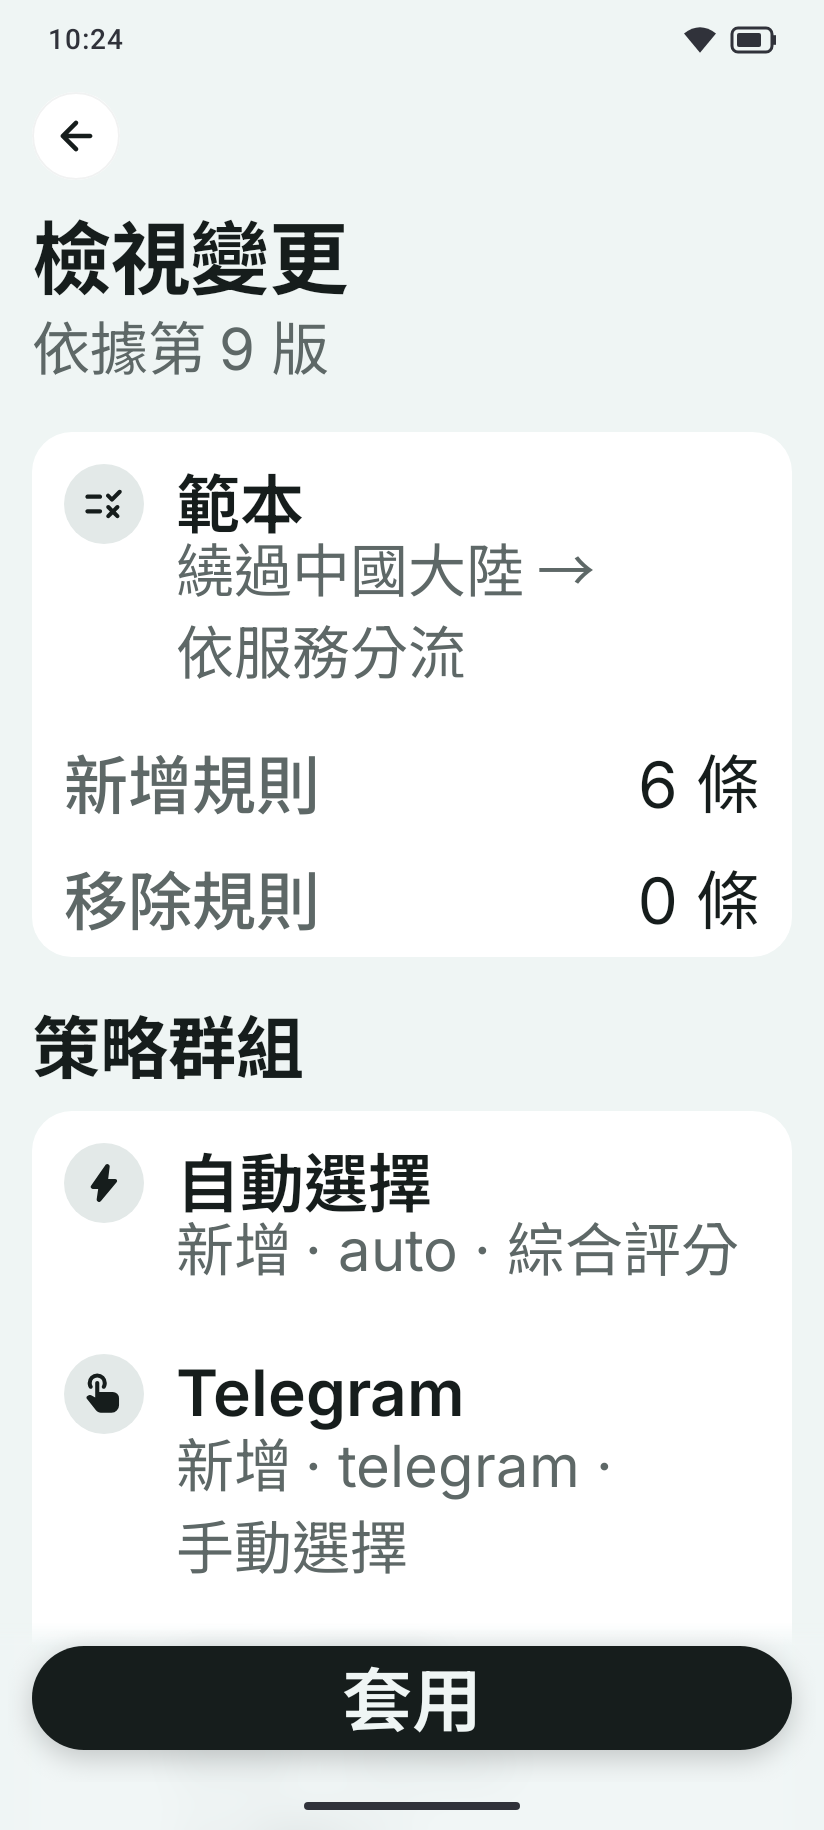 10:24
檢視變更
依據第 9 版
範本
繞過中國大陸 →
依服務分流
新增規則 6 條
移除規則 0 條
策略群組
自動選擇
新增 · auto · 綜合評分
Telegram
新增 · telegram ·
手動選擇
套用